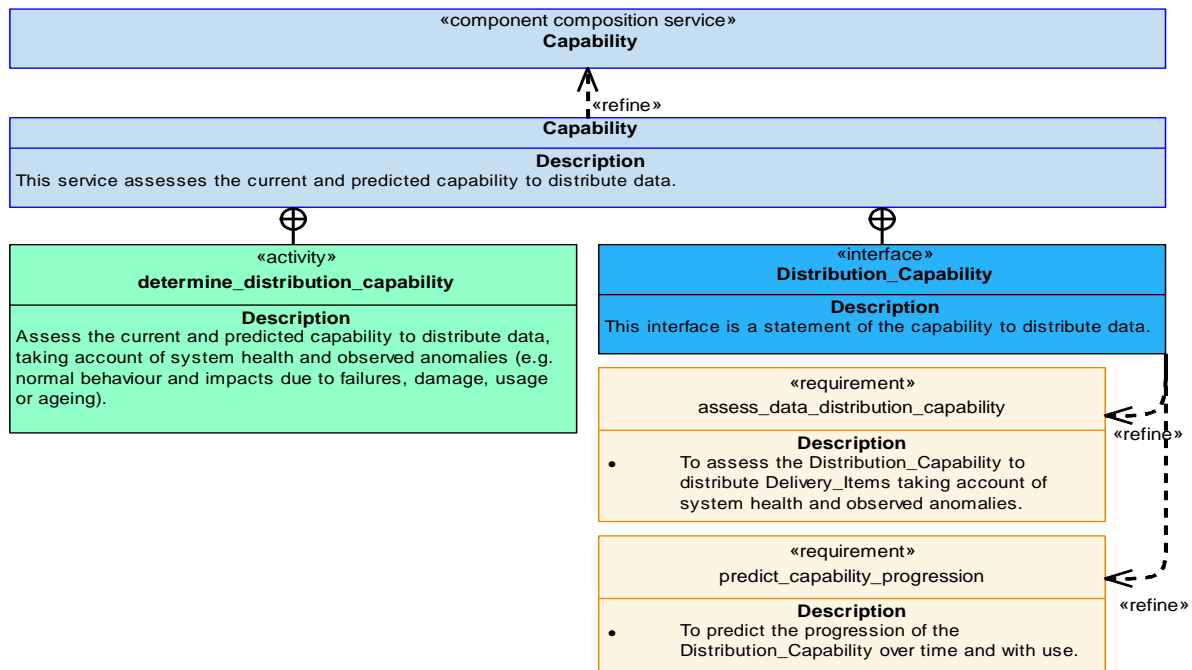 «component composition service»
Capability
«refine»
Capability
Description
This service assesses the current and predicted capability to distribute data.
«activity»
determine_distribution_capability
Description
Assess the current and predicted capability to distribute data,
taking account of system health and observed anomalies (e.g.
normal behaviour and impacts due to failures, damage, usage
or ageing).
«interface»
Distribution_Capability
Description
This interface is a statement of the capability to distribute data.
«requirement»
assess_data_distribution_capability
«refine»
Description
• To assess the Distribution_Capability to
distribute Delivery_Items taking account of
system health and observed anomalies.
«requirement»
predict_capability_progression
«refine»
Description
• To predict the progression of the
Distribution_Capability over time and with use.